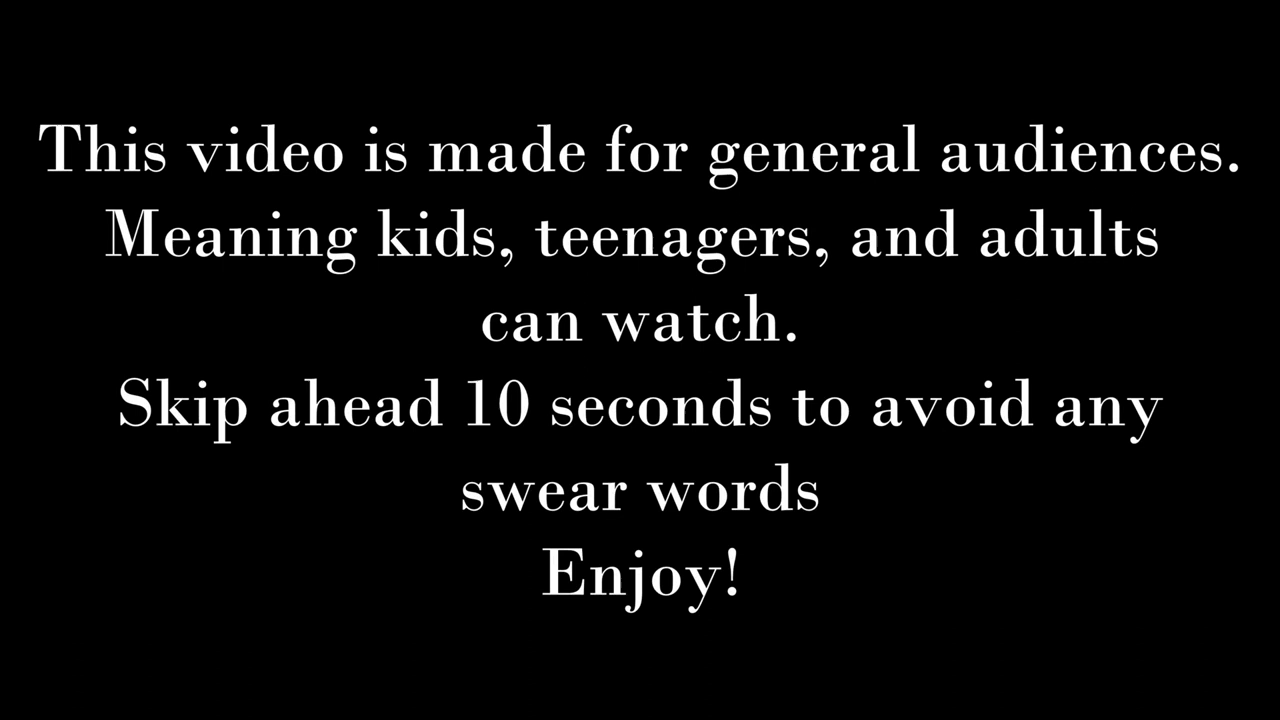 This video is made for general audiences.
Meaning kids, teenagers, and adults
can watch.
Skip ahead 10 seconds to avoid any
swear words
Enjoy!